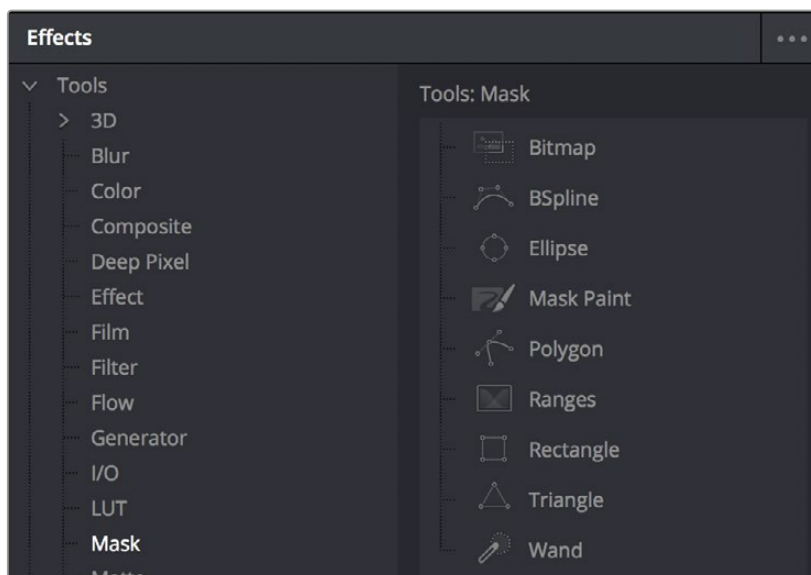 Effects
Tools
3D
Blur
Color
Composite
Deep Pixel
Effect
Film
Filter
Flow
Generator
I/O
LUT
Mask
Tools: Mask
Bitmap
BSpline
Ellipse
Mask Paint
Polygon
Ranges
Rectangle
Triangle
Wand